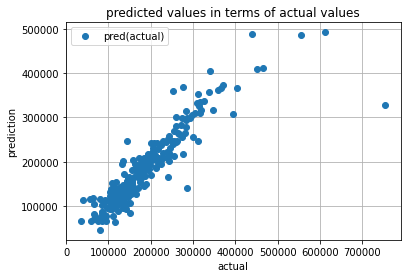 predicted values in terms of actual values
pred(actual)
500000
400000
300000
200000
100000
prediction
0 100000 200000 300000 400000 500000 600000 700000
actual